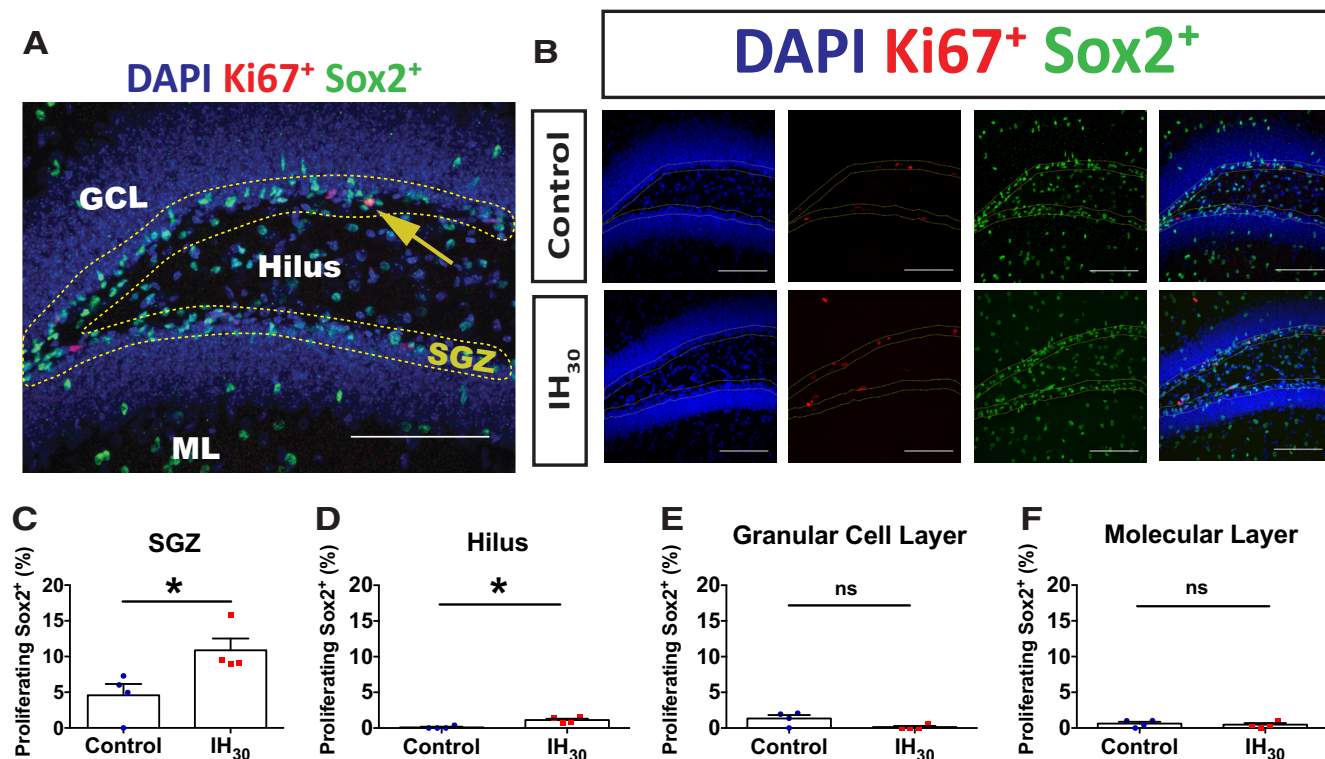 A
DAPI Ki67⁺ Sox2⁺
GCL
Hilus
SGZ
ML
B
DAPI Ki67⁺ Sox2⁺
Control
IH₃₀
C
SGZ
Proliferating Sox2⁺ (%)
20
15
10
5
0
*
Control
IH₃₀
D
Hilus
Proliferating Sox2⁺ (%)
20
15
10
5
0
*
Control
IH₃₀
E
Granular Cell Layer
Proliferating Sox2⁺ (%)
20
15
10
5
0
ns
Control
IH₃₀
F
Molecular Layer
Proliferating Sox2⁺ (%)
20
15
10
5
0
ns
Control
IH₃₀